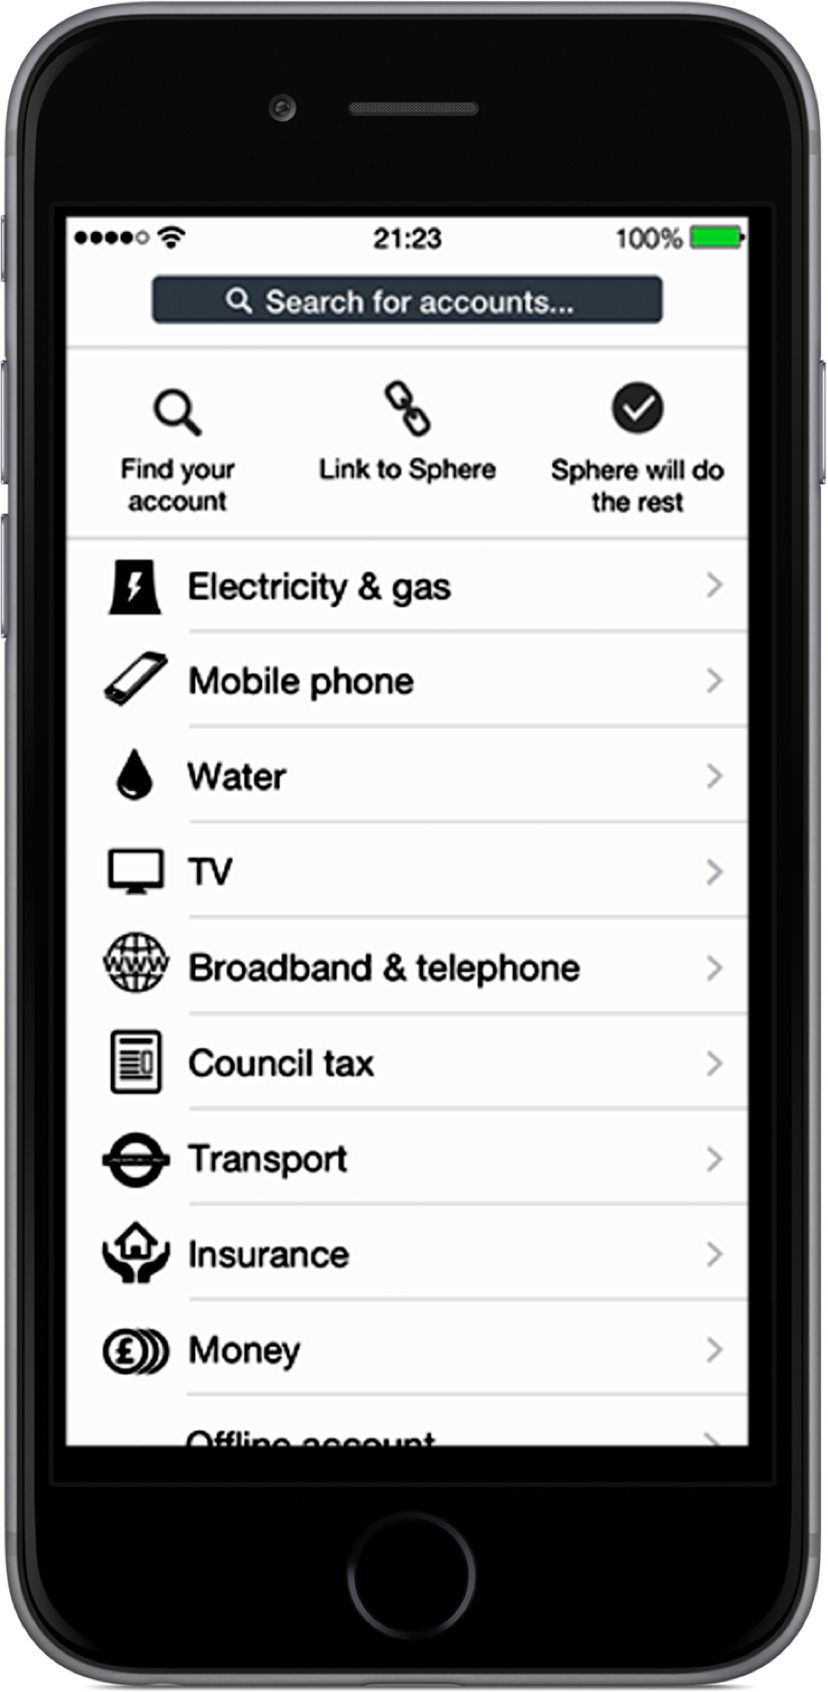 21:23 100%
Search for accounts...
Find your
account
Link to Sphere
Sphere will do
the rest
Electricity & gas
Mobile phone
Water
TV
WWW
Broadband & telephone
Council tax
Transport
Insurance
£
Money
Offline account